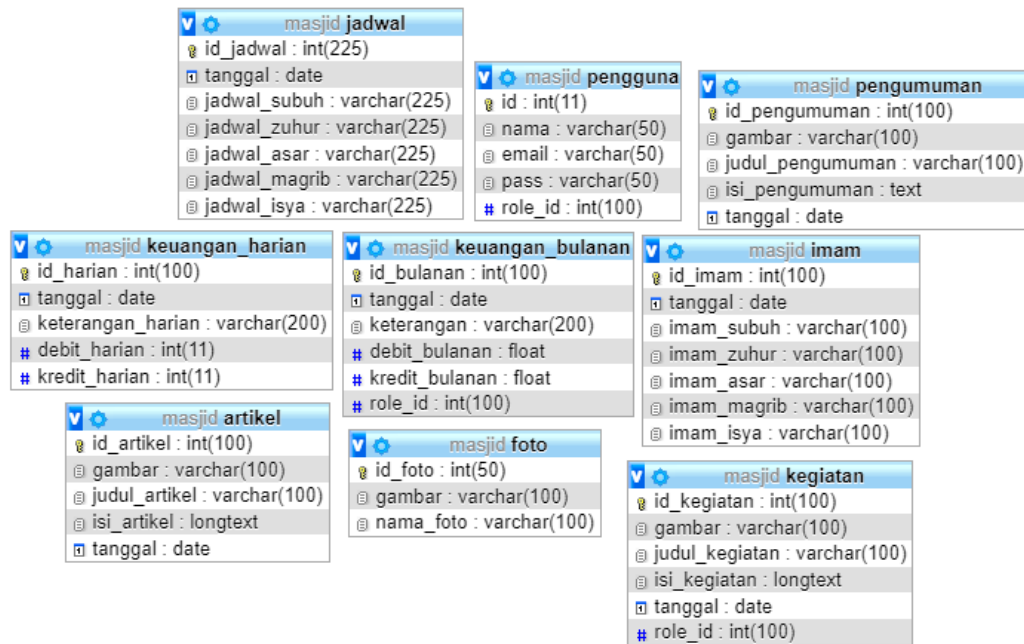 masjid jadwal
id_jadwal : int(225)
tanggal : date
jadwal_subuh : varchar(225)
jadwal_zuhur : varchar(225)
jadwal_asar : varchar(225)
jadwal_magrib : varchar(225)
jadwal_isya : varchar(225)
masjid pengguna
id : int(11)
nama : varchar(50)
email : varchar(50)
pass : varchar(50)
role_id : int(100)
masjid pengumuman
id_pengumuman : int(100)
gambar : varchar(100)
judul_pengumuman : varchar(100)
isi_pengumuman : text
tanggal : date
masjid keuangan_harian
id_harian : int(100)
tanggal : date
keterangan_harian : varchar(200)
debit_harian : int(11)
kredit_harian : int(11)
masjid keuangan_bulanan
id_bulanan : int(100)
tanggal : date
keterangan : varchar(200)
debit_bulanan : float
kredit_bulanan : float
role_id : int(100)
masjid imam
id_imam : int(100)
tanggal : date
imam_subuh : varchar(100)
imam_zuhur : varchar(100)
imam_asar : varchar(100)
imam_magrib : varchar(100)
imam_isya : varchar(100)
masjid artikel
id_artikel : int(100)
gambar : varchar(100)
judul_artikel : varchar(100)
isi_artikel : longtext
tanggal : date
masjid foto
id_foto : int(50)
gambar : varchar(100)
nama_foto : varchar(100)
masjid kegiatan
id_kegiatan : int(100)
gambar : varchar(100)
judul_kegiatan : varchar(100)
isi_kegiatan : longtext
tanggal : date
role_id : int(100)